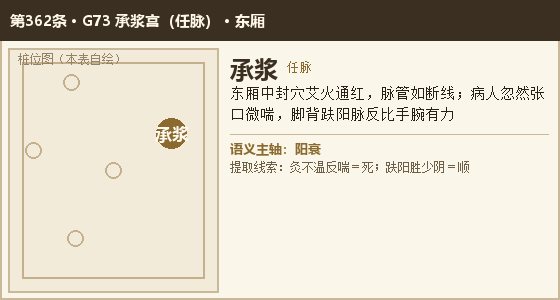 第362条・G73 承浆宫（任脉）・东厢
桩位图（本表自绘）
承浆
承浆 任脉
东厢中封穴艾火通红，脉管如断线；病人忽然张
口微喘，脚背趺阳脉反比手腕有力
语义主轴：阳衰
提取线索：灸不温反喘＝死；趺阳胜少阴＝顺